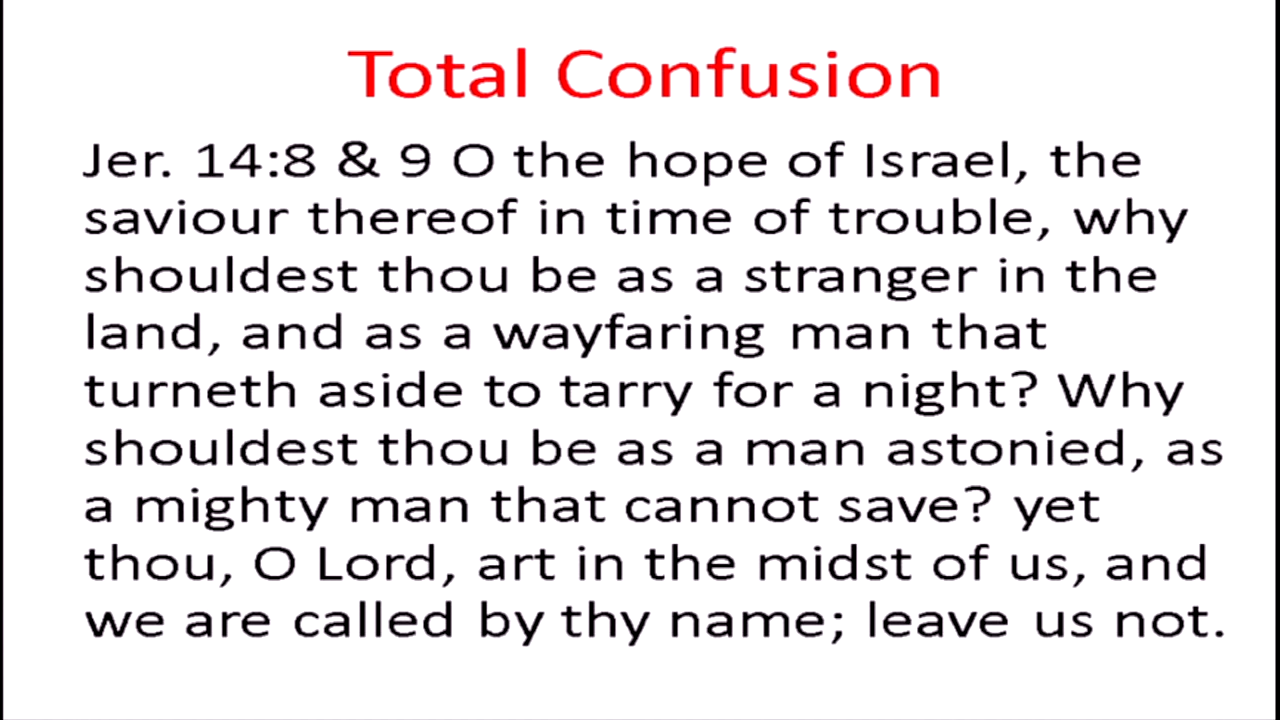 Total Confusion
Jer. 14:8 & 9 O the hope of Israel, the
saviour thereof in time of trouble, why
shouldest thou be as a stranger in the
land, and as a wayfaring man that
turneth aside to tarry for a night? Why
shouldest thou be as a man astonied, as
a mighty man that cannot save? yet
thou, O Lord, art in the midst of us, and
we are called by thy name; leave us not.